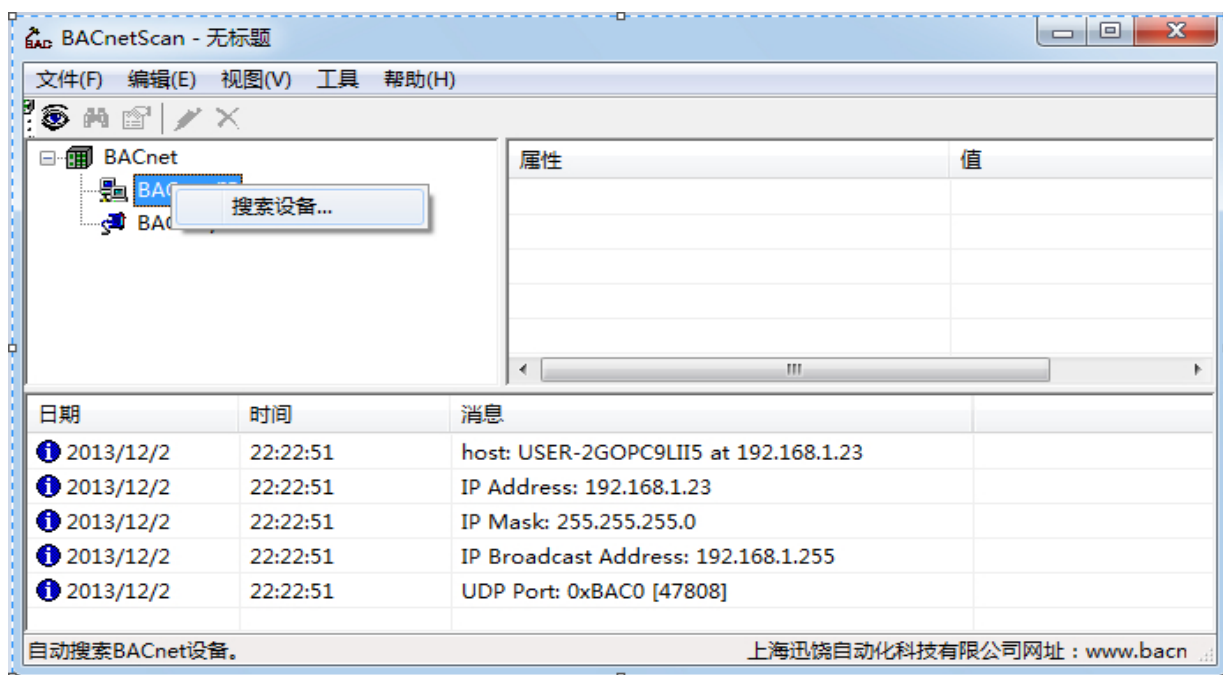 BAC BACnetScan - 无标题
文件(F) 编辑(E) 视图(V) 工具 帮助(H)
BACnet
属性 值
搜索设备...
日期 时间 消息
2013/12/2 22:22:51 host: USER-2GOPC9LII5 at 192.168.1.23
2013/12/2 22:22:51 IP Address: 192.168.1.23
2013/12/2 22:22:51 IP Mask: 255.255.255.0
2013/12/2 22:22:51 IP Broadcast Address: 192.168.1.255
2013/12/2 22:22:51 UDP Port: 0xBAC0 [47808]
自动搜索BACnet设备。 上海迅饶自动化科技有限公司网址：www.bacn